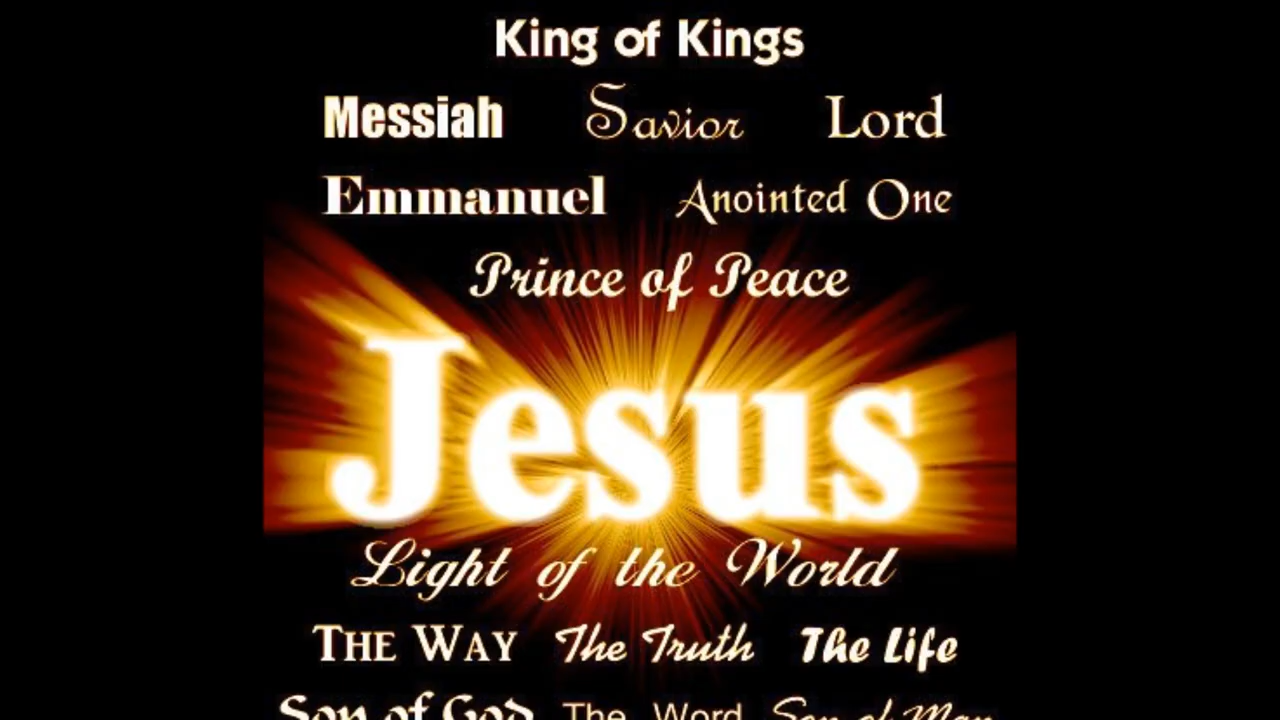 King of Kings
Messiah Savior Lord
Emmanuel Anointed One
Prince of Peace
Jesus
Light of the World
THE WAY The Truth The Life
Son of God The Word Son of Man